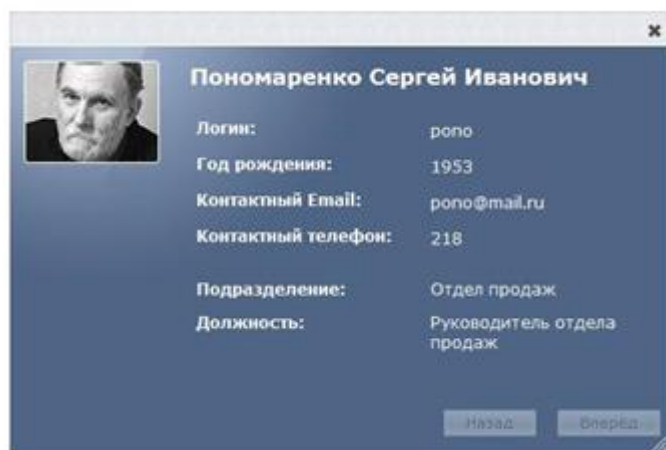 Пономаренко Сергей Иванович
Логин: pono
Год рождения: 1953
Контактный Email: pono@mail.ru
Контактный телефон: 218
Подразделение: Отдел продаж
Должность: Руководитель отдела
продаж
Назад Вперёд